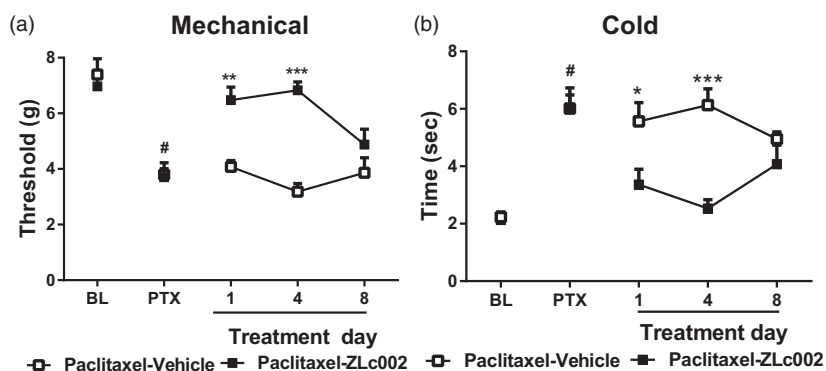 (a) Mechanical
Threshold (g)
8
6
4
2
0
#
**
***
BL PTX 1 4 8
Treatment day
Paclitaxel-Vehicle Paclitaxel-ZLc002
(b) Cold
Time (sec)
8
6
4
2
0
#
*
***
BL PTX 1 4 8
Treatment day
Paclitaxel-Vehicle Paclitaxel-ZLc002